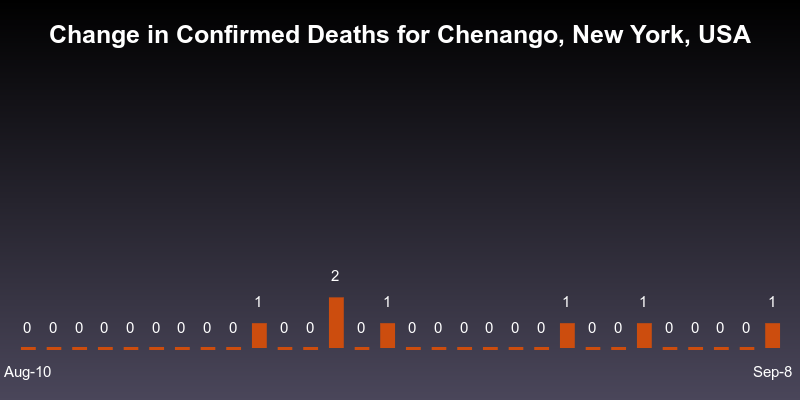 Change in Confirmed Deaths for Chenango, New York, USA
2
1 1 1 1 1
0 0 0 0 0 0 0 0 0 0 0 0 0 0 0 0 0 0 0 0 0 0 0 0
Aug-10 Sep-8